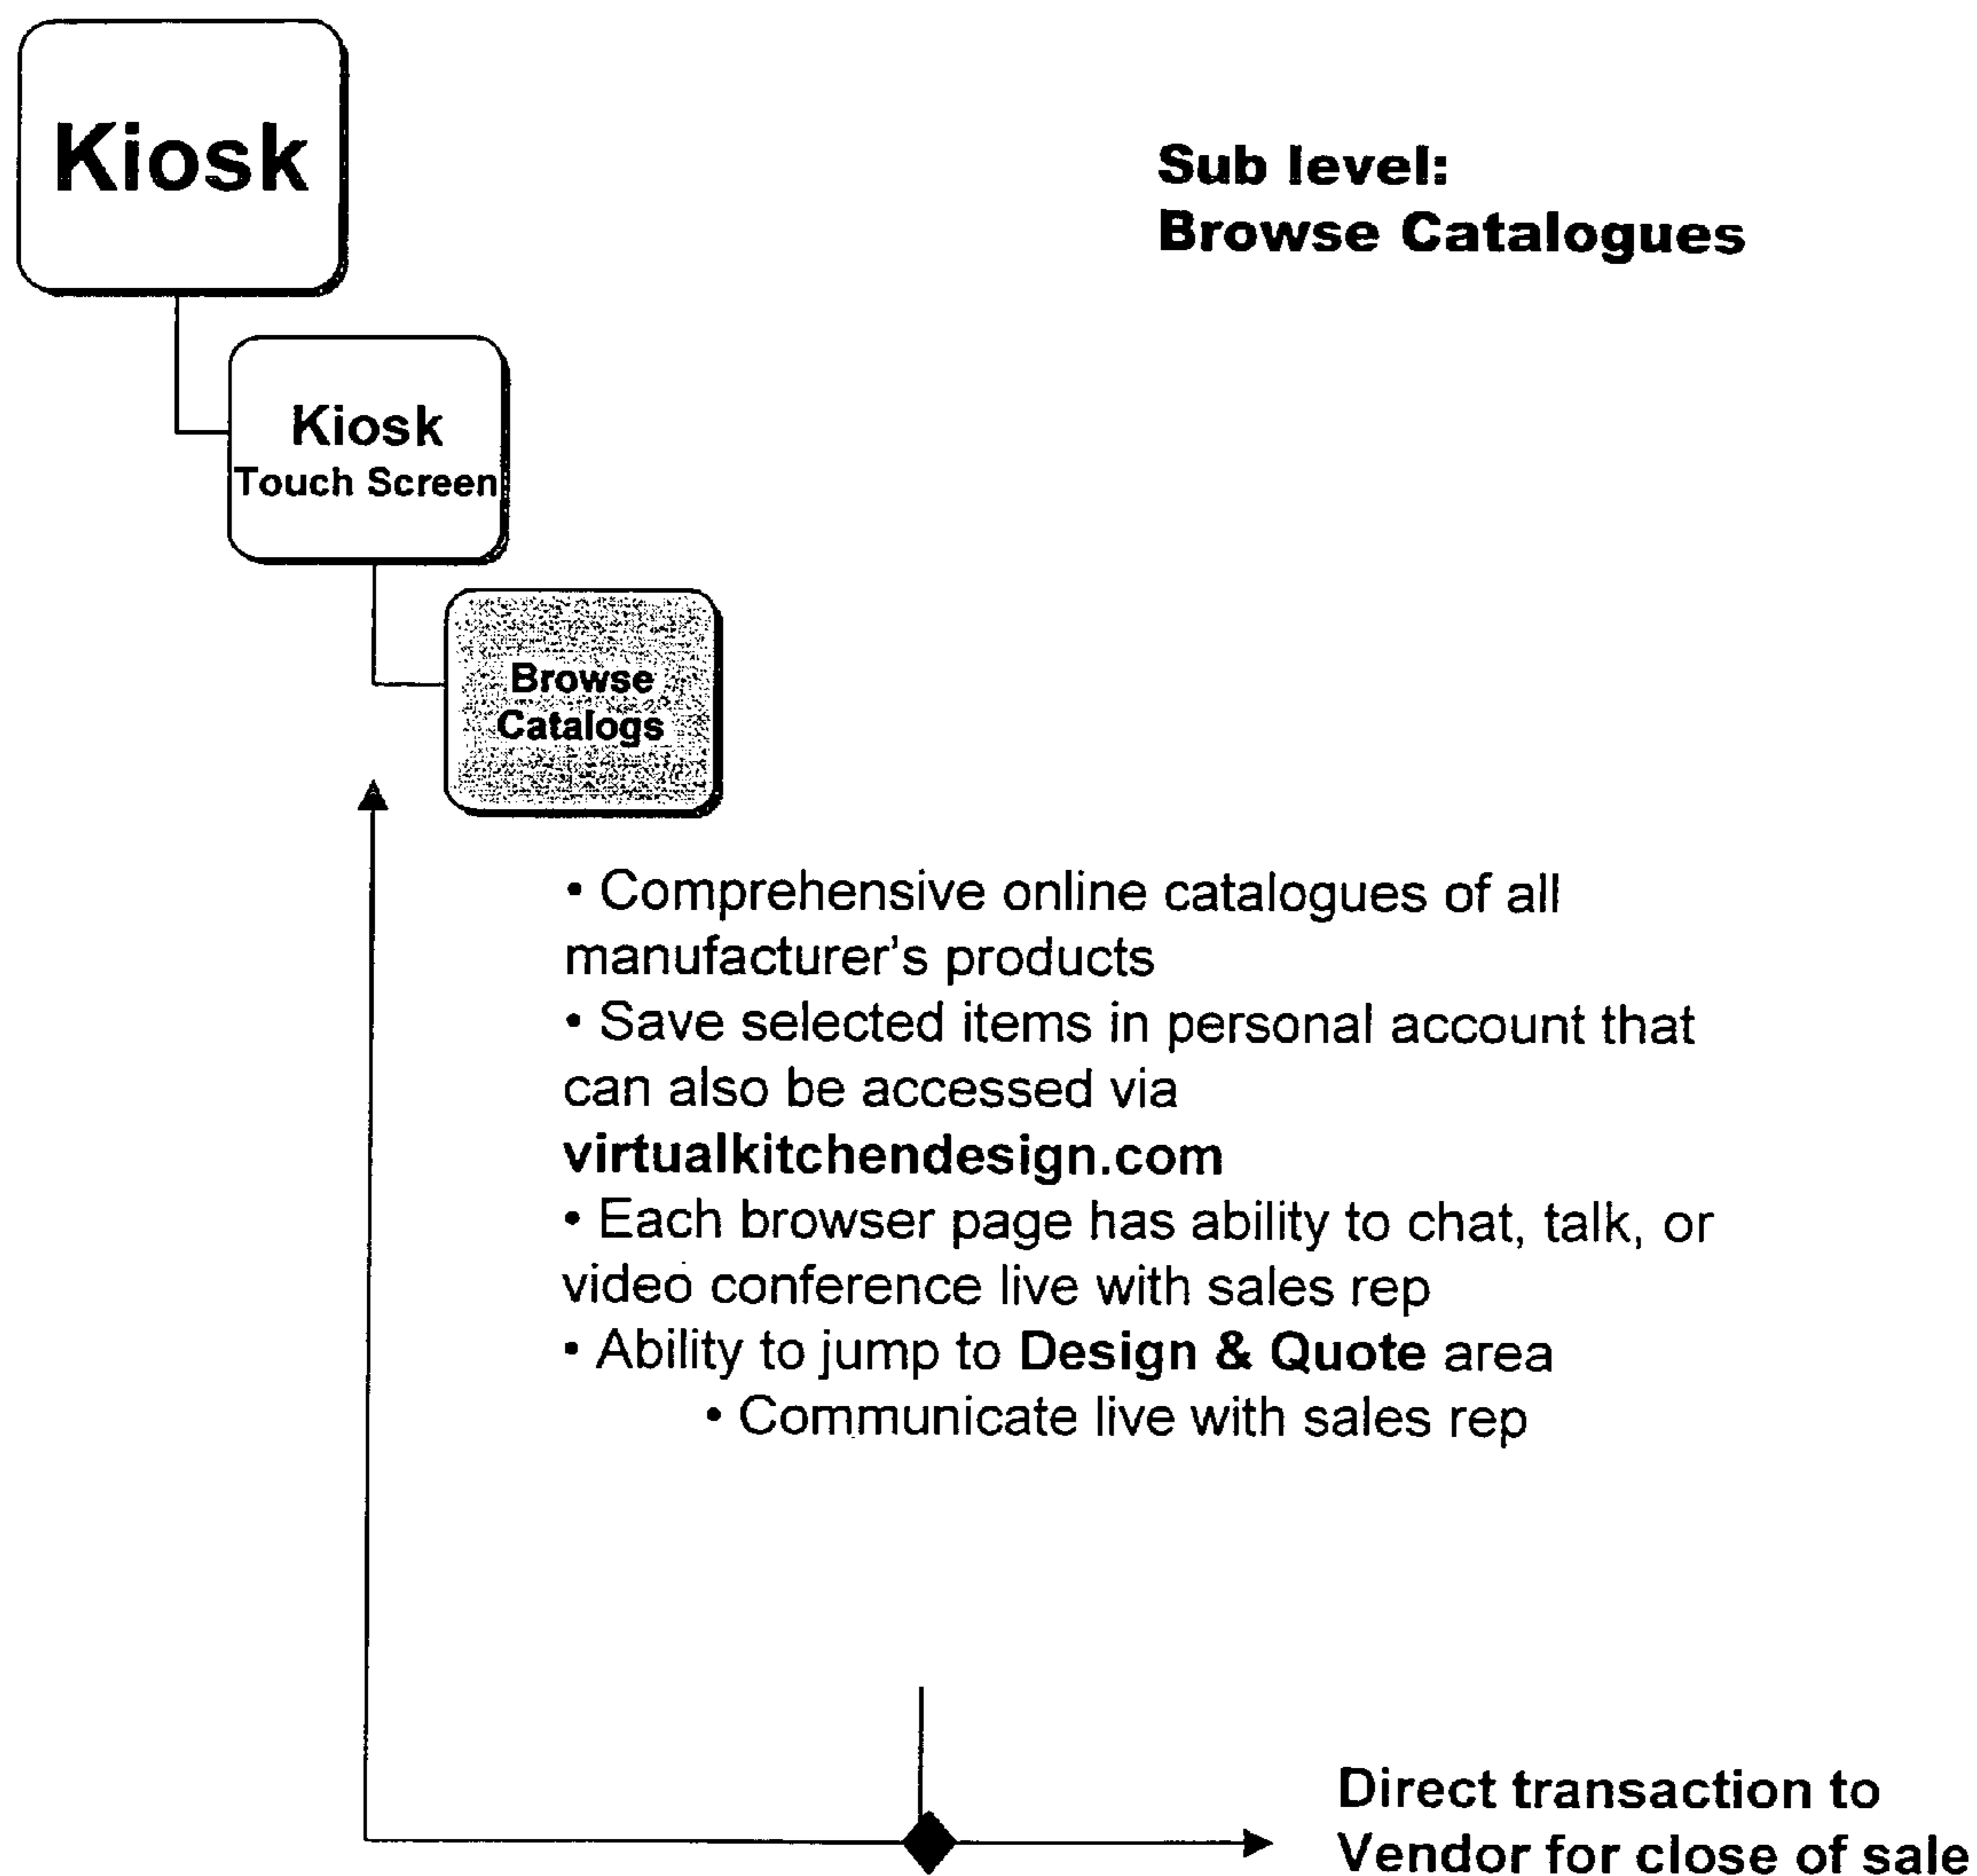 Kiosk
Sub level:
Browse Catalogues
Kiosk
Touch Screen
Browse
Catalogs
• Comprehensive online catalogues of all
manufacturer's products
• Save selected items in personal account that
can also be accessed via
virtualkitchendesign.com
• Each browser page has ability to chat, talk, or
video conference live with sales rep
• Ability to jump to Design & Quote area
• Communicate live with sales rep
Direct transaction to
Vendor for close of sale